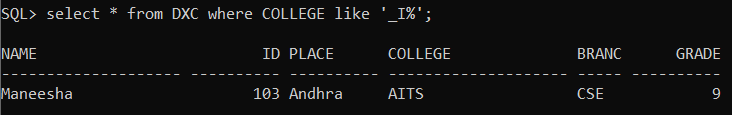 SQL> select * from DXC where COLLEGE like '_I%';
NAME ID PLACE COLLEGE BRANC GRADE
-------------------- ---------- ---------- -------------------- ----- ----------
Maneesha 103 Andhra AITS CSE 9